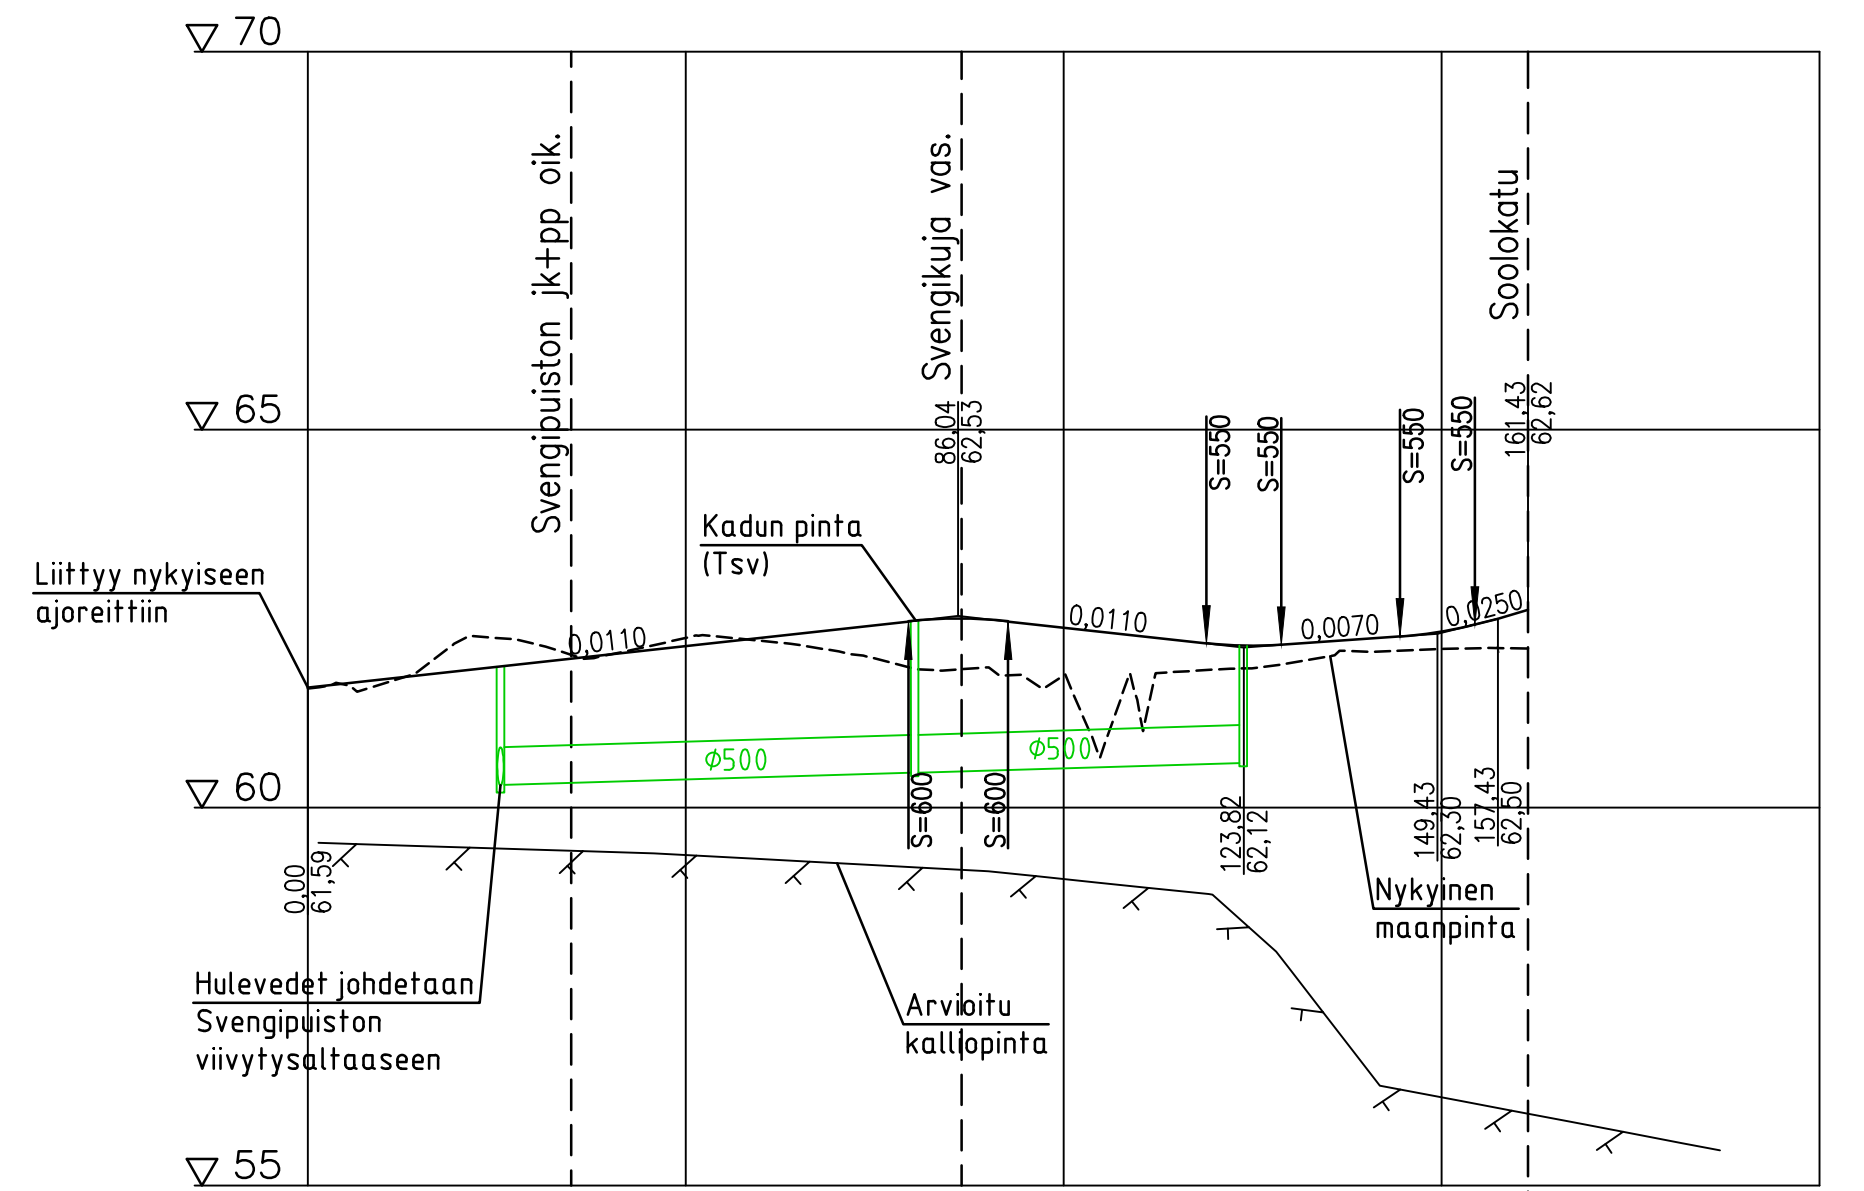 70
65
60
55
Svengipuiston jk+pp oik.
Svengikuja vas.
Soolokatu
86,04
62,53
S=550
S=550
S=550
S=550
161,43
62,62
Kadun pinta
(Tsv)
Liittyy nykyiseen
ajoreittiin
0,0110
0,0110
0,0070
0,0250
Ø500
Ø500
S=600
S=600
123,82
62,12
149,43
62,30
157,43
62,50
0,00
61,59
Nykyinen
maanpinta
Hulevedet johdetaan
Svengipuiston
viivytysaltaaseen
Arvioitu
kalliopinta